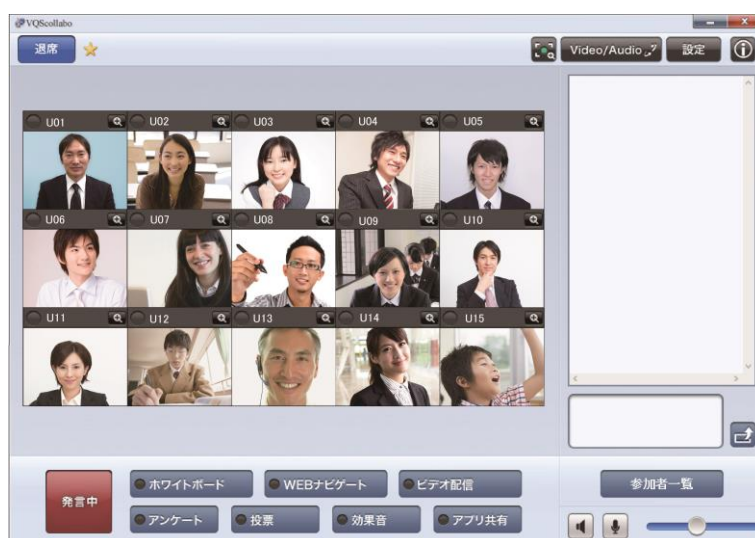 VQScollabo
退席
Video/Audio
設定
U01
U02
U03
U04
U05
U06
U07
U08
U09
U10
U11
U12
U13
U14
U15
発言中
ホワイトボード
WEBナビゲート
ビデオ配信
アンケート
投票
効果音
アプリ共有
参加者一覧